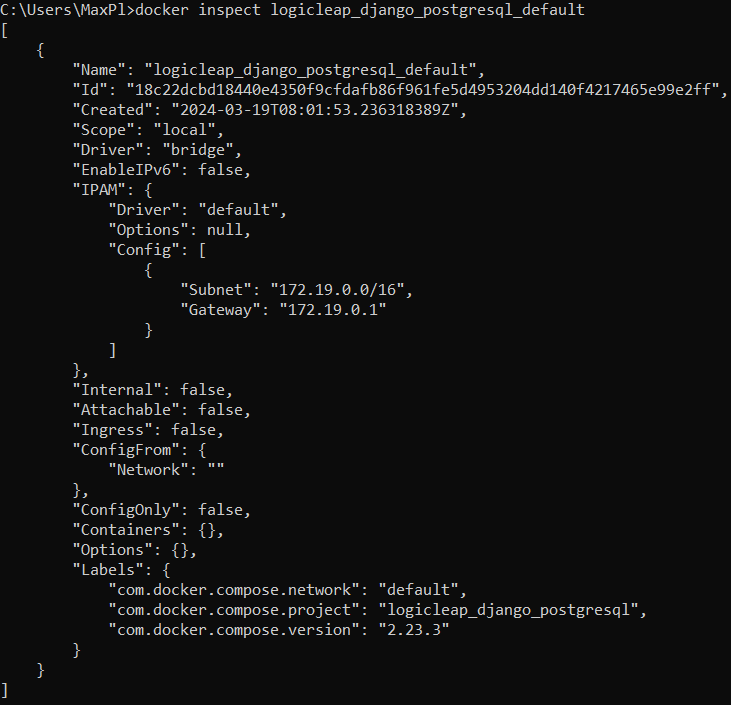 C:\Users\MaxPl>docker inspect logicleap_django_postgresql_default
[
    {
        "Name": "logicleap_django_postgresql_default",
        "Id": "18c22dcbd18440e4350f9cfdafb86f961fe5d4953204dd140f4217465e99e2ff",
        "Created": "2024-03-19T08:01:53.236318389Z",
        "Scope": "local",
        "Driver": "bridge",
        "EnableIPv6": false,
        "IPAM": {
            "Driver": "default",
            "Options": null,
            "Config": [
                {
                    "Subnet": "172.19.0.0/16",
                    "Gateway": "172.19.0.1"
                }
            ]
        },
        "Internal": false,
        "Attachable": false,
        "Ingress": false,
        "ConfigFrom": {
            "Network": ""
        },
        "ConfigOnly": false,
        "Containers": {},
        "Options": {},
        "Labels": {
            "com.docker.compose.network": "default",
            "com.docker.compose.project": "logicleap_django_postgresql",
            "com.docker.compose.version": "2.23.3"
        }
    }
]